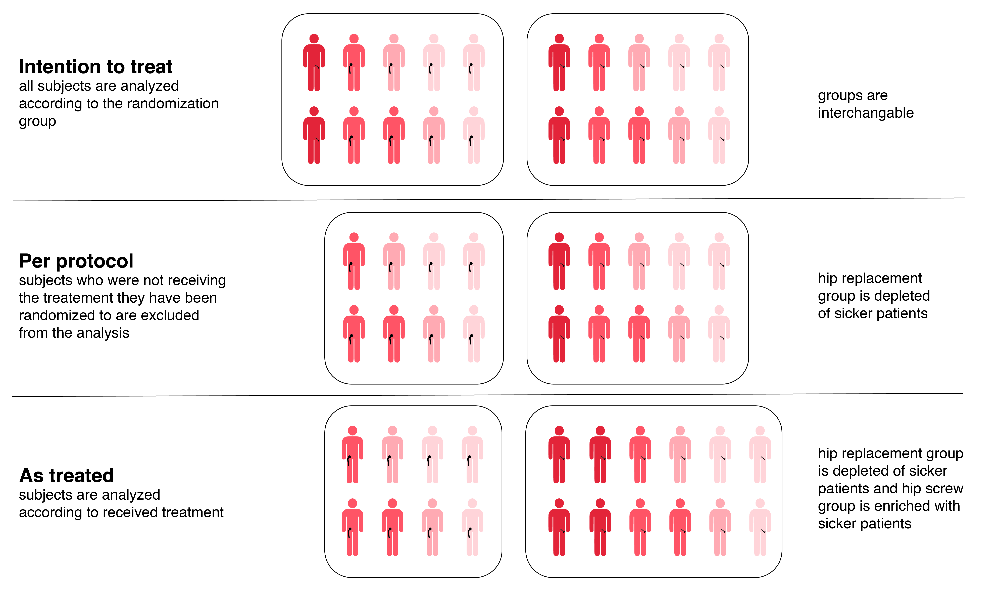 Intention to treat
all subjects are analyzed
according to the randomization
group
groups are
interchangable
Per protocol
subjects who were not receiving
the treatement they have been
randomized to are excluded
from the analysis
hip replacement
group is depleted
of sicker patients
As treated
subjects are analyzed
according to received treatment
hip replacement group
is depleted of sicker
patients and hip screw
group is enriched with
sicker patients